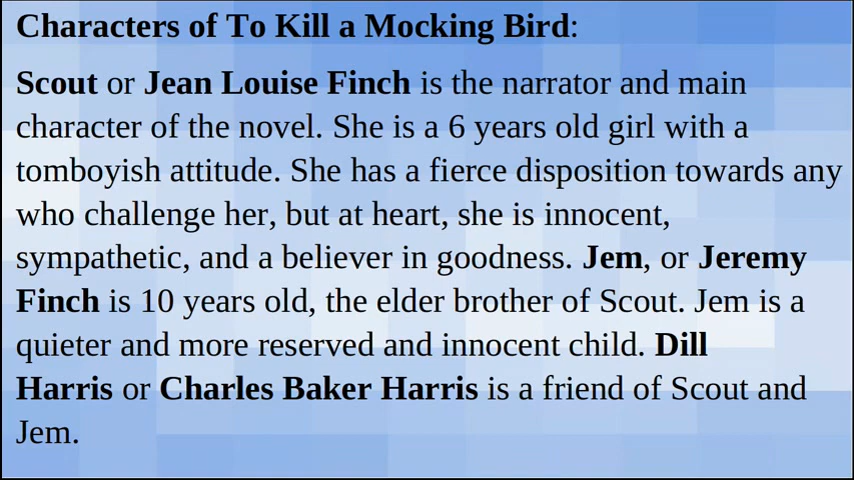 Characters of To Kill a Mocking Bird:
Scout or Jean Louise Finch is the narrator and main
character of the novel. She is a 6 years old girl with a
tomboyish attitude. She has a fierce disposition towards any
who challenge her, but at heart, she is innocent,
sympathetic, and a believer in goodness. Jem, or Jeremy
Finch is 10 years old, the elder brother of Scout. Jem is a
quieter and more reserved and innocent child. Dill
Harris or Charles Baker Harris is a friend of Scout and
Jem.